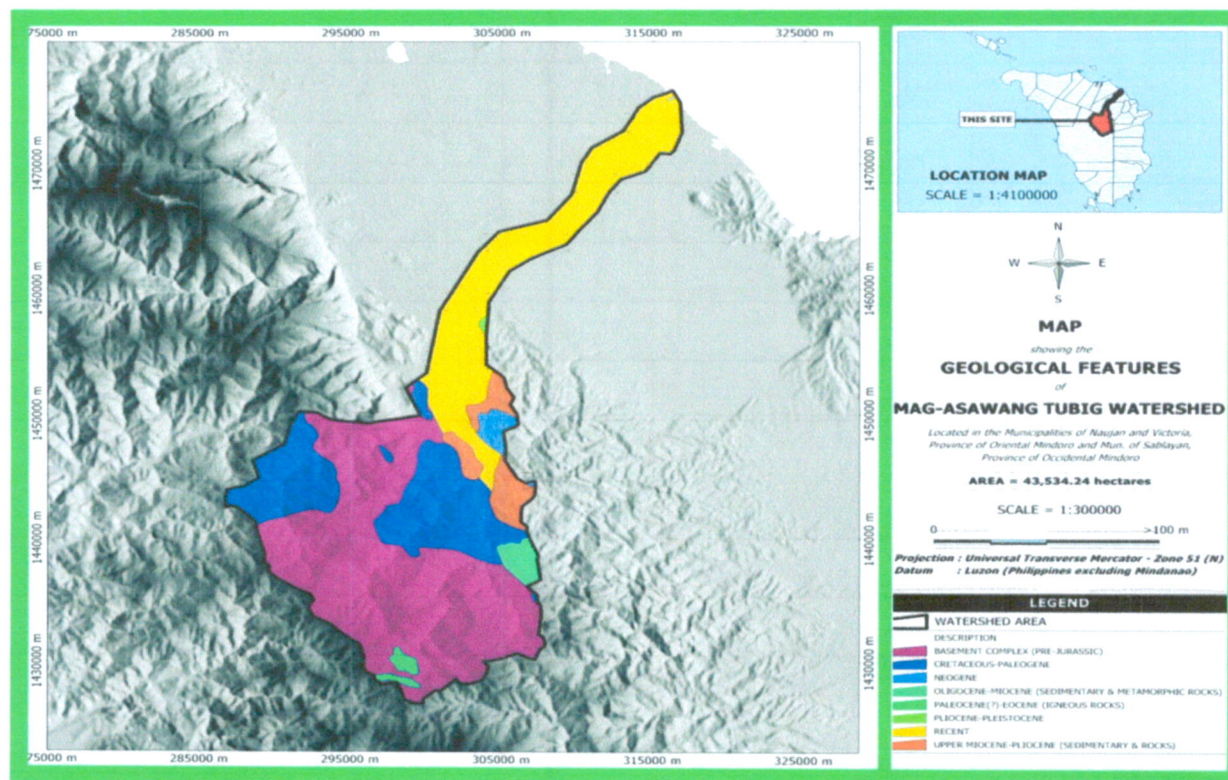 75000 m 285000 m 295000 m 305000 m 315000 m 325000 m
1470000 m
1460000 m
1450000 m
1440000 m
1430000 m
1470000 m
1460000 m
1450000 m
1440000 m
1430000 m
75000 m 285000 m 295000 m 305000 m 315000 m 325000 m
THIS SITE
LOCATION MAP
SCALE = 1:4100000
N
W E
S
MAP
showing the
GEOLOGICAL FEATURES
of
MAG-ASAWANG TUBIG WATERSHED
Located in the Municipalities of Naujan and Victoria,
Province of Oriental Mindoro and Mun. of Sablayan,
Province of Occidental Mindoro
AREA = 43,534.24 hectares
SCALE = 1:300000
0 >100 m
Projection : Universal Transverse Mercator - Zone 51 (N)
Datum : Luzon (Philippines excluding Mindanao)
LEGEND
WATERSHED AREA
DESCRIPTION
BASEMENT COMPLEX (PRE-JURASSIC)
CRETACEOUS-PALEOGENE
NEOGENE
OLIGOCENE-MIOCENE (SEDIMENTARY & METAMORPHIC ROCKS)
PALEOCENE(?)-EOCENE (IGNEOUS ROCKS)
PLIOCENE-PLEISTOCENE
RECENT
UPPER MIOCENE-PLIOCENE (SEDIMENTARY & ROCKS)